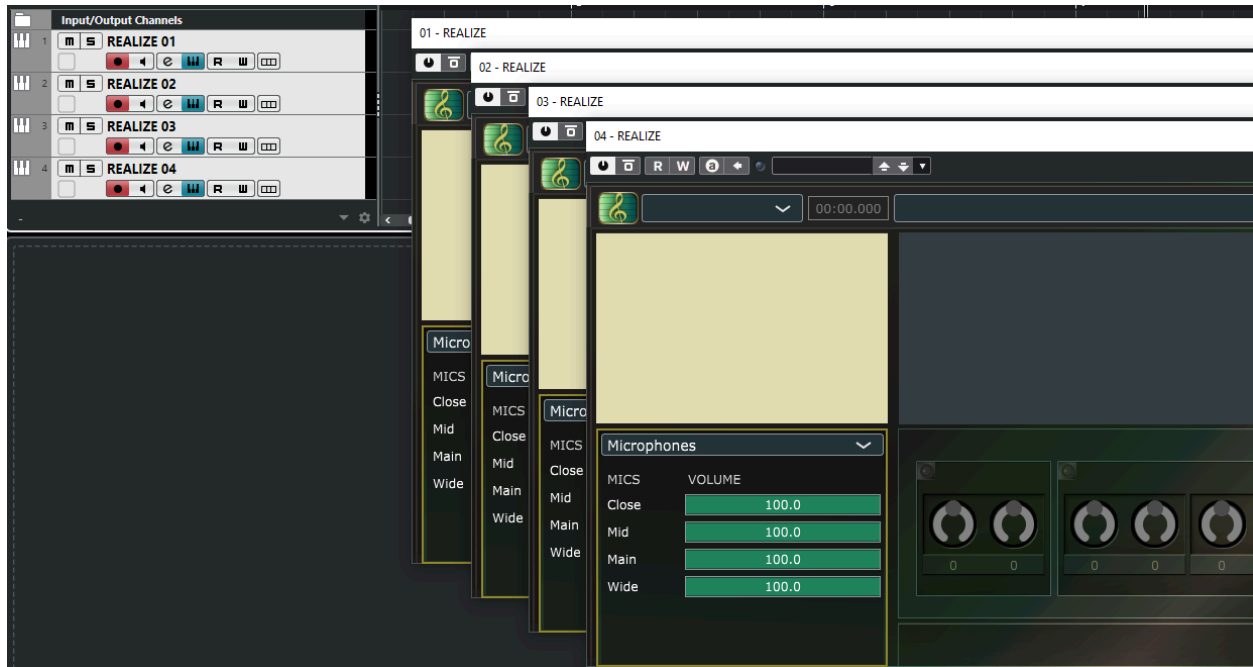 Input/Output Channels
1 m S REALIZE 01
e R W
2 m S REALIZE 02
e R W
3 m S REALIZE 03
e R W
4 m S REALIZE 04
e R W
-
01 - REALIZE
02 - REALIZE
03 - REALIZE
04 - REALIZE
R W a
00:00.000
Micro
MICS
Close
Mid
Main
Wide
Micro
MICS
Close
Mid
Main
Wide
Micro
MICS
Close
Mid
Main
Wide
Microphones
MICS VOLUME
Close 100.0
Mid 100.0
Main 100.0
Wide 100.0
0 0 0 0 0